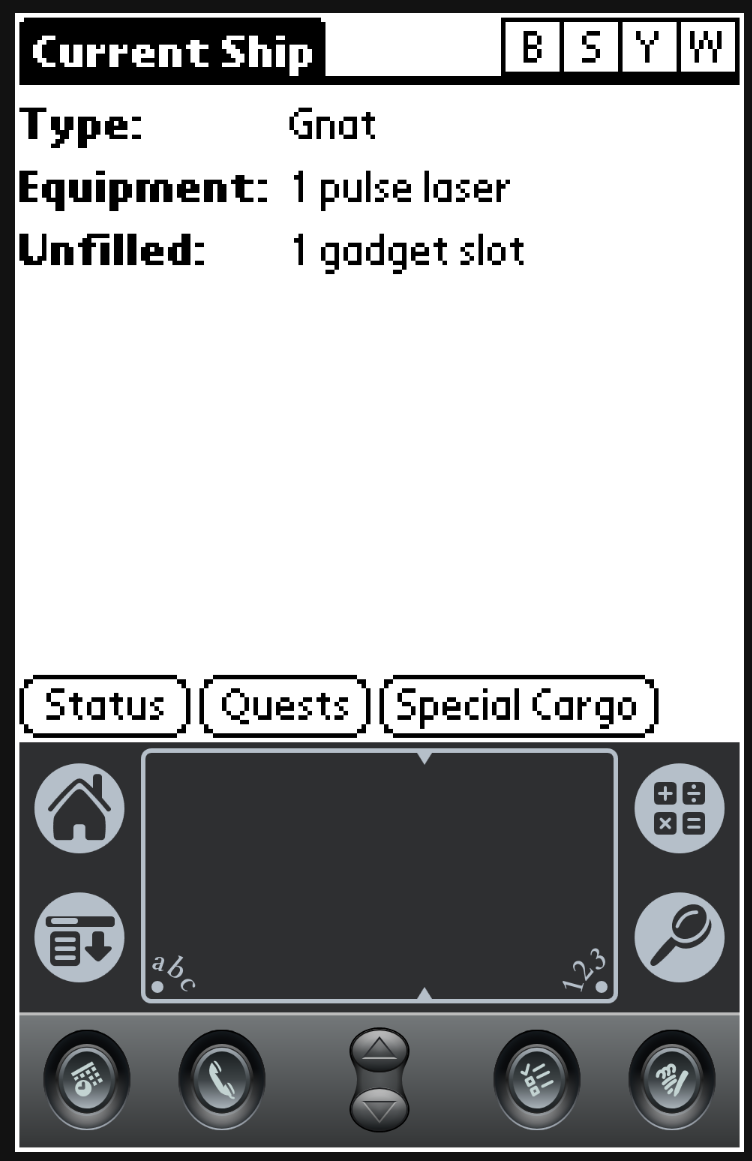 Current Ship B S Y W
Type: Gnat
Equipment: 1 pulse laser
Unfilled: 1 gadget slot
Status Quests Special Cargo
abc 123